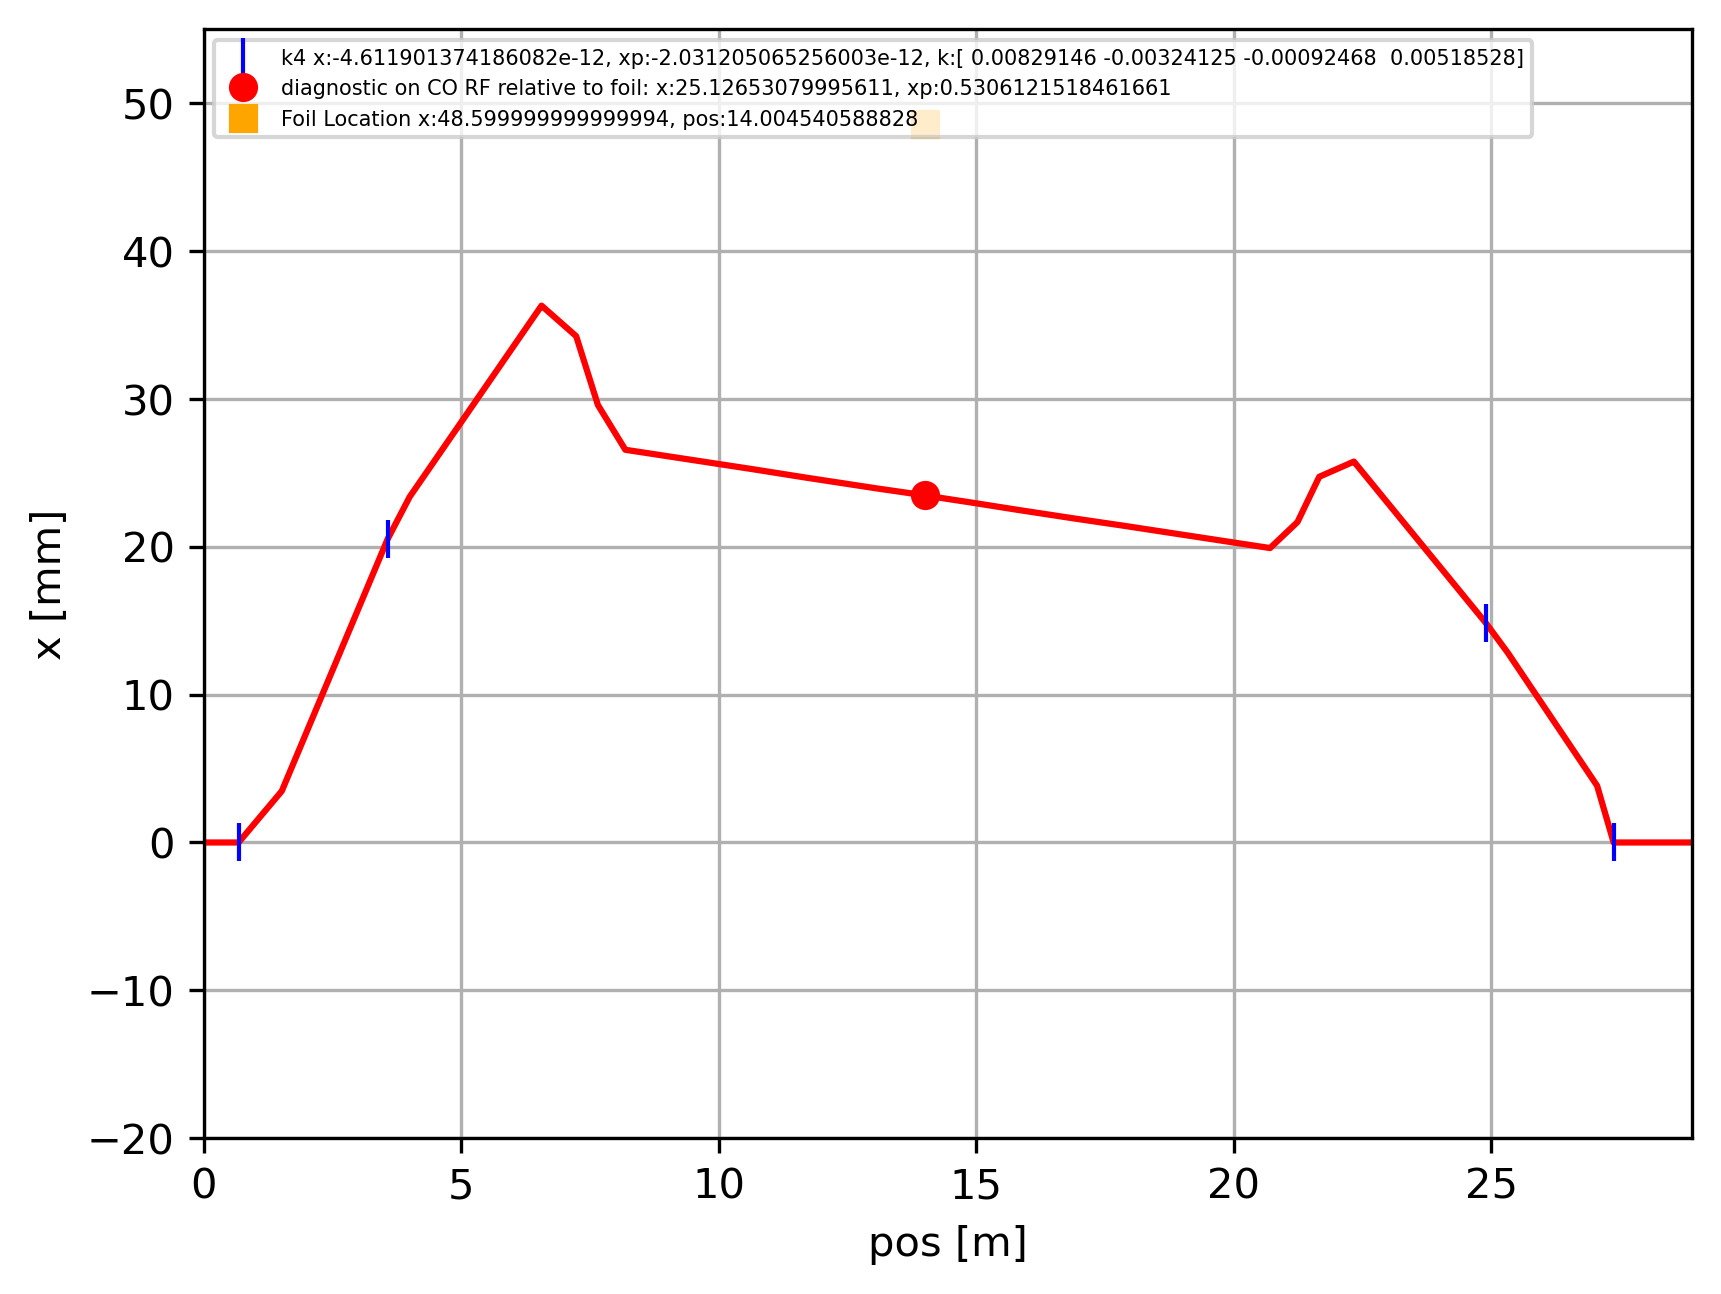 k4 x:-4.611901374186082e-12, xp:-2.031205065256003e-12, k:[ 0.00829146 -0.00324125 -0.00092468  0.00518528]
diagnostic on CO RF relative to foil: x:25.12653079995611, xp:0.5306121518461661
Foil Location x:48.599999999999994, pos:14.004540588828
50
40
30
20
10
0
−10
−20
x [mm]
0 5 10 15 20 25
pos [m]